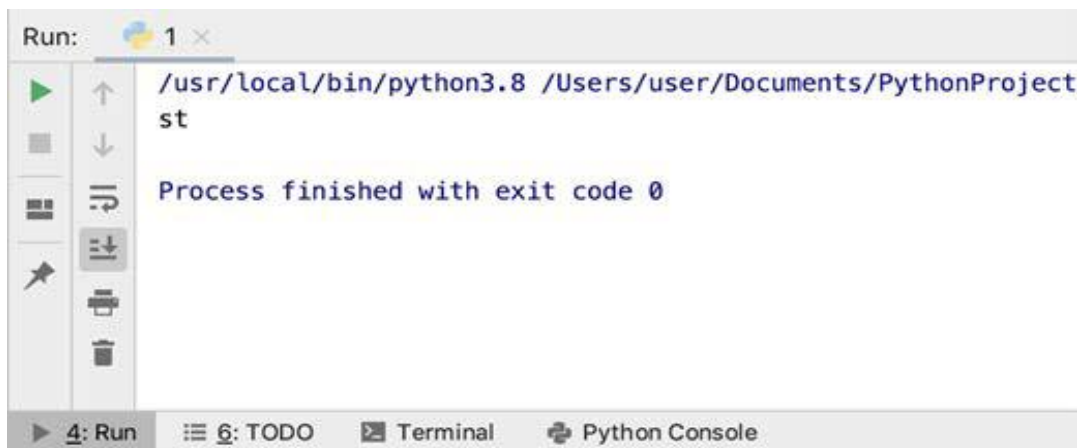 Run: 1
/usr/local/bin/python3.8 /Users/user/Documents/PythonProject
st
Process finished with exit code 0
4: Run 6: TODO Terminal Python Console